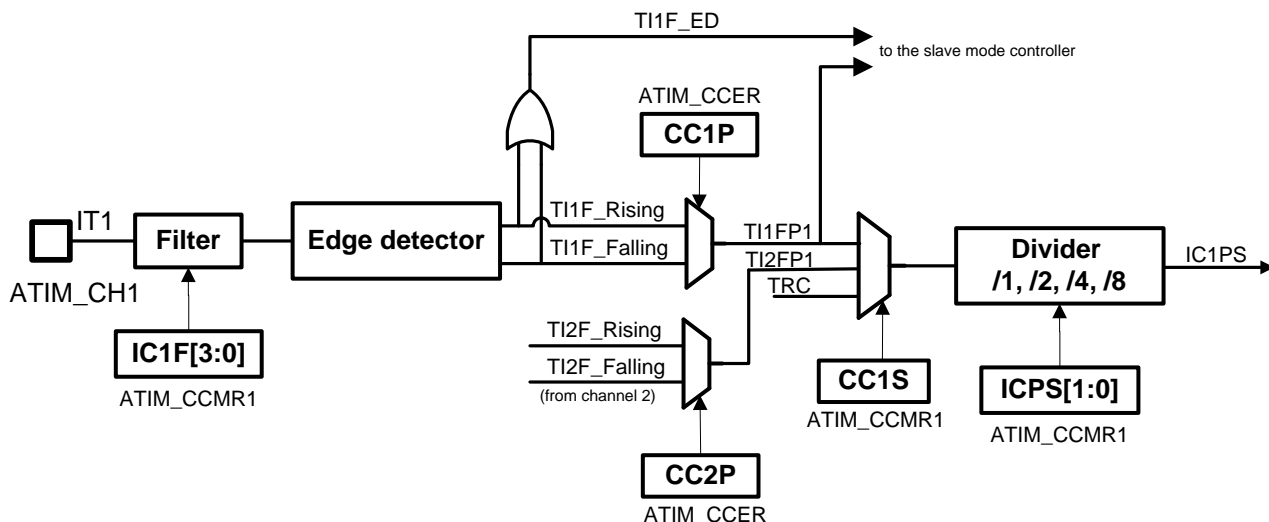 TI1F_ED
to the slave mode controller
ATIM_CCER
CC1P
IT1
Filter
Edge detector
TI1F_Rising
TI1F_Falling
TI1FP1
TI2FP1
TRC
Divider
/1, /2, /4, /8
IC1PS
ATIM_CH1
IC1F[3:0]
ATIM_CCMR1
TI2F_Rising
TI2F_Falling
(from channel 2)
CC1S
ATIM_CCMR1
ICPS[1:0]
ATIM_CCMR1
CC2P
ATIM_CCER